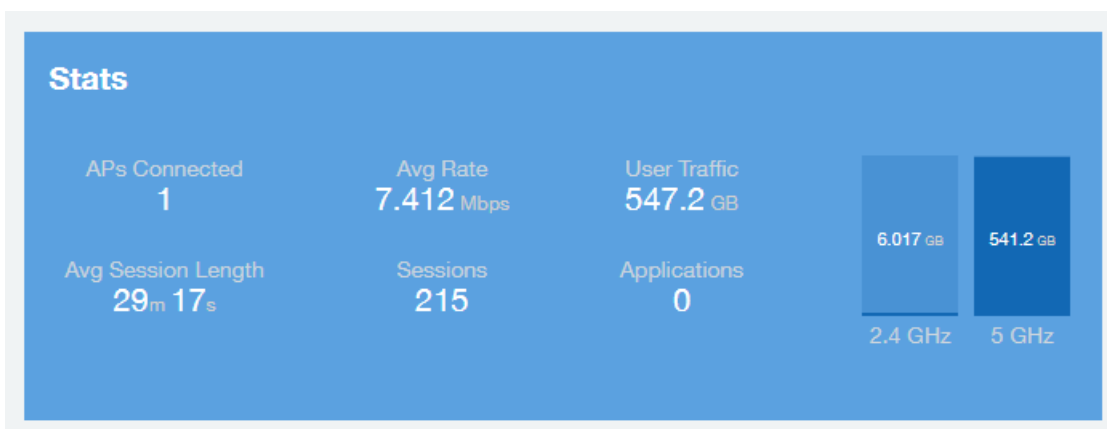 Stats
APs Connected
1
Avg Rate
7.412 Mbps
User Traffic
547.2 GB
Avg Session Length
29m 17s
Sessions
215
Applications
0
6.017 GB
2.4 GHz
541.2 GB
5 GHz